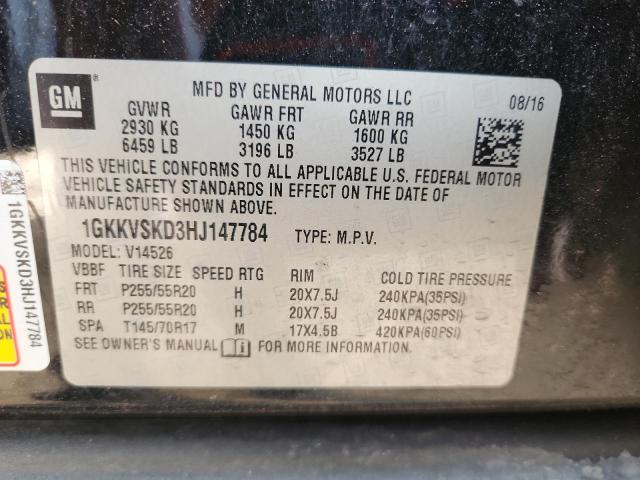 GM
MFD BY GENERAL MOTORS LLC
08/16
GVWR GAWR FRT GAWR RR
2930 KG 1450 KG 1600 KG
6459 LB 3196 LB 3527 LB
THIS VEHICLE CONFORMS TO ALL APPLICABLE U.S. FEDERAL MOTOR
VEHICLE SAFETY STANDARDS IN EFFECT ON THE DATE OF
MANUFACTURE SHOWN ABOVE.
1GKKVSKD3HJ147784 TYPE: M.P.V.
MODEL: V14526
VBBF TIRE SIZE SPEED RTG RIM COLD TIRE PRESSURE
FRT P255/55R20 H 20X7.5J 240KPA(35PSI)
RR P255/55R20 H 20X7.5J 240KPA(35PSI)
SPA T145/70R17 M 17X4.5B 420KPA(60PSI)
SEE OWNER'S MANUAL FOR MORE INFORMATION
1GKKVSKD3HJ147784